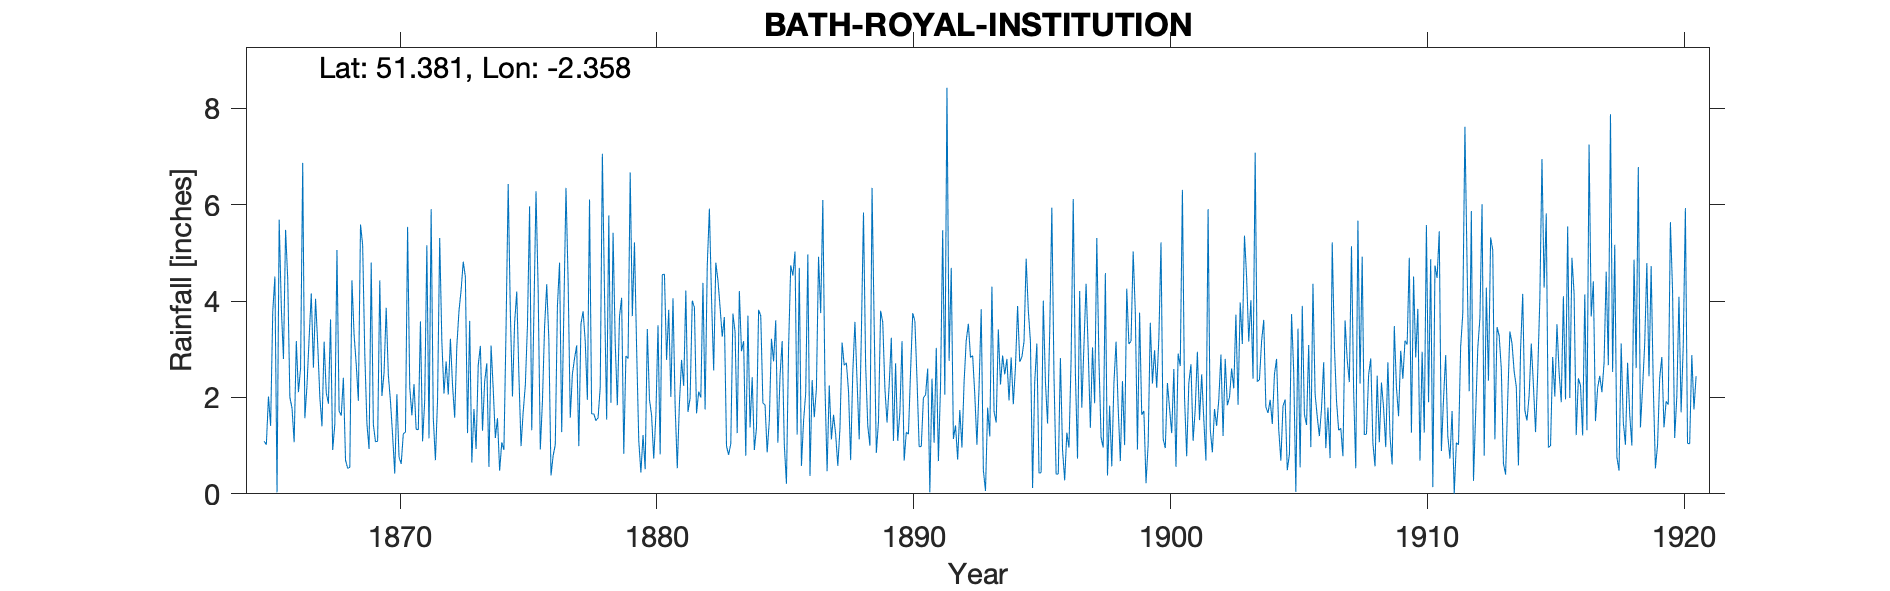 BATH-ROYAL-INSTITUTION
Lat: 51.381, Lon: -2.358
Rainfall [inches]
8
6
4
2
0
1870 1880 1890 1900 1910 1920
Year